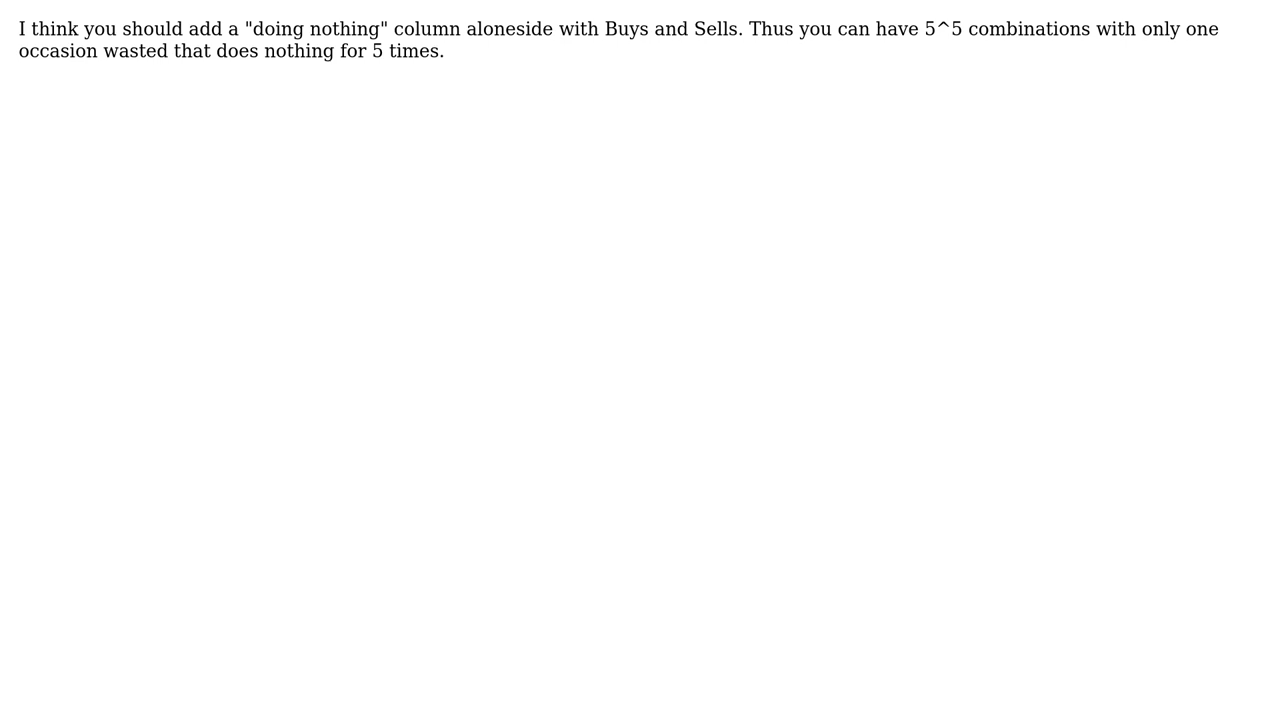 I think you should add a "doing nothing" column aloneside with Buys and Sells. Thus you can have 5^5 combinations with only one
occasion wasted that does nothing for 5 times.